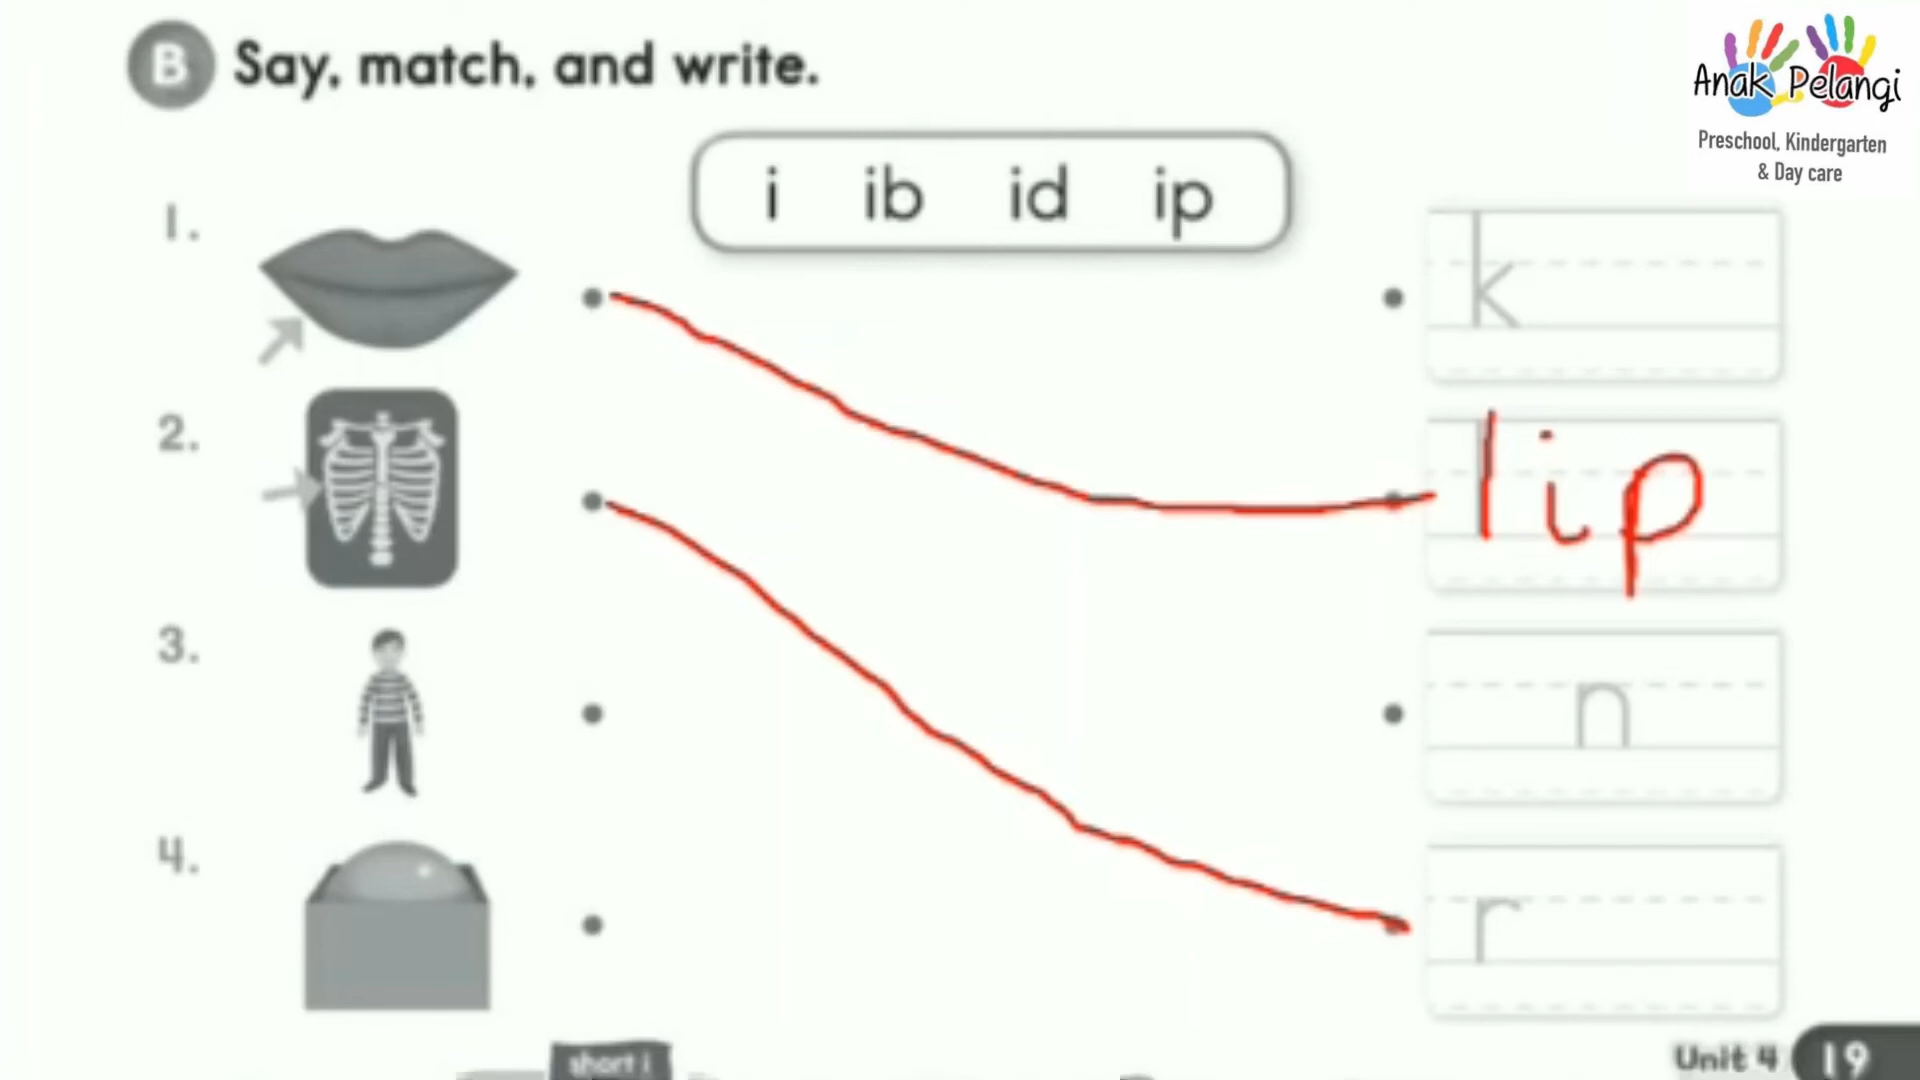 B Say, match, and write.
Anak Pelangi
Preschool, Kindergarten
& Day care
i ib id ip
1.
k
2.
lip
3.
n
4.
r
short i
Unit 4 19